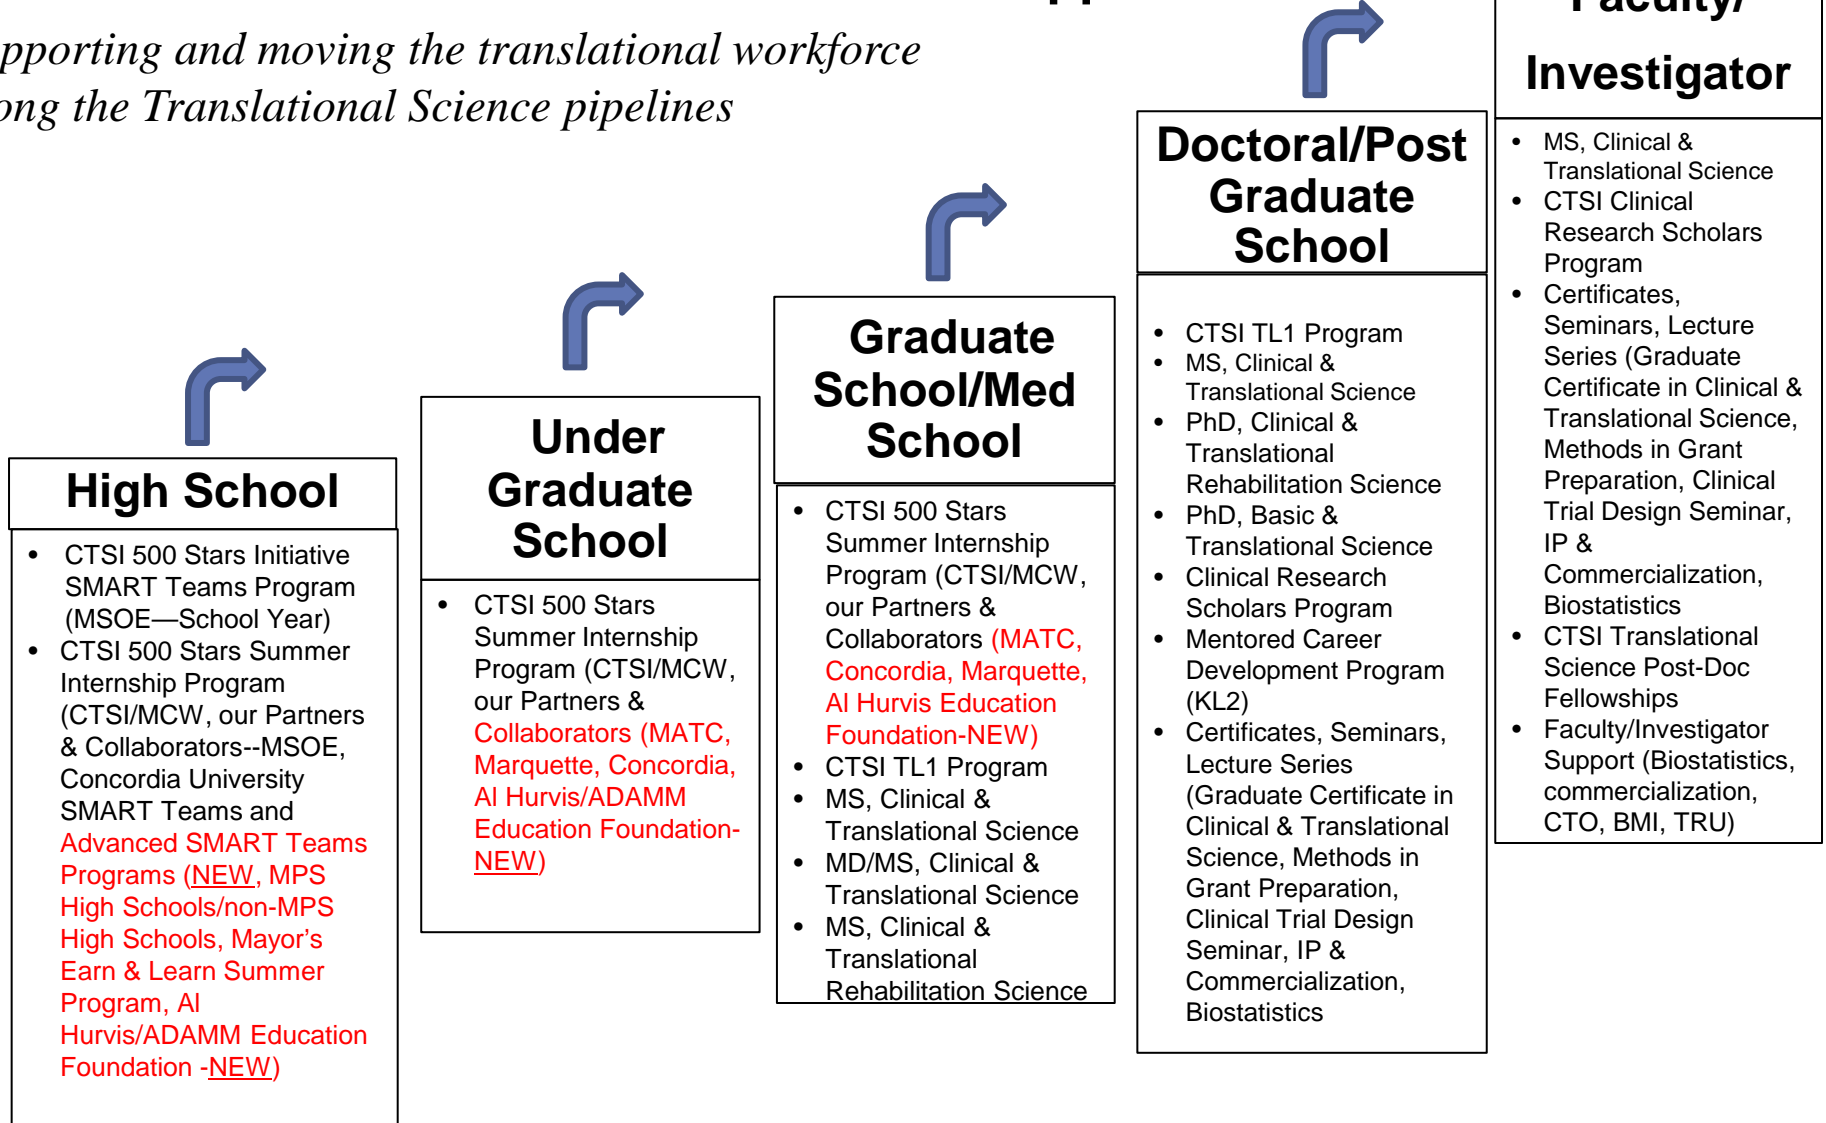 pporting and moving the translational workforce
ong the Translational Science pipelines
High School
• CTSI 500 Stars Initiative
SMART Teams Program
(MSOE—School Year)
• CTSI 500 Stars Summer
Internship Program
(CTSI/MCW, our Partners
& Collaborators--MSOE,
Concordia University
SMART Teams and
Advanced SMART Teams
Programs (NEW, MPS
High Schools/non-MPS
High Schools, Mayor’s
Earn & Learn Summer
Program, Al
Hurvis/ADAMM Education
Foundation -NEW)
Under
Graduate
School
• CTSI 500 Stars
Summer Internship
Program (CTSI/MCW,
our Partners &
Collaborators (MATC,
Marquette, Concordia,
Al Hurvis/ADAMM
Education Foundation-
NEW)
Graduate
School/Med
School
• CTSI 500 Stars
Summer Internship
Program (CTSI/MCW,
our Partners &
Collaborators (MATC,
Concordia, Marquette,
Al Hurvis Education
Foundation-NEW)
• CTSI TL1 Program
• MS, Clinical &
Translational Science
• MD/MS, Clinical &
Translational Science
• MS, Clinical &
Translational
Rehabilitation Science
Doctoral/Post
Graduate
School
• CTSI TL1 Program
• MS, Clinical &
Translational Science
• PhD, Clinical &
Translational
Rehabilitation Science
• PhD, Basic &
Translational Science
• Clinical Research
Scholars Program
• Mentored Career
Development Program
(KL2)
• Certificates, Seminars,
Lecture Series
(Graduate Certificate in
Clinical & Translational
Science, Methods in
Grant Preparation,
Clinical Trial Design
Seminar, IP &
Commercialization,
Biostatistics
Faculty/
Investigator
• MS, Clinical &
Translational Science
• CTSI Clinical
Research Scholars
Program
• Certificates,
Seminars, Lecture
Series (Graduate
Certificate in Clinical &
Translational Science,
Methods in Grant
Preparation, Clinical
Trial Design Seminar,
IP &
Commercialization,
Biostatistics
• CTSI Translational
Science Post-Doc
Fellowships
• Faculty/Investigator
Support (Biostatistics,
commercialization,
CTO, BMI, TRU)